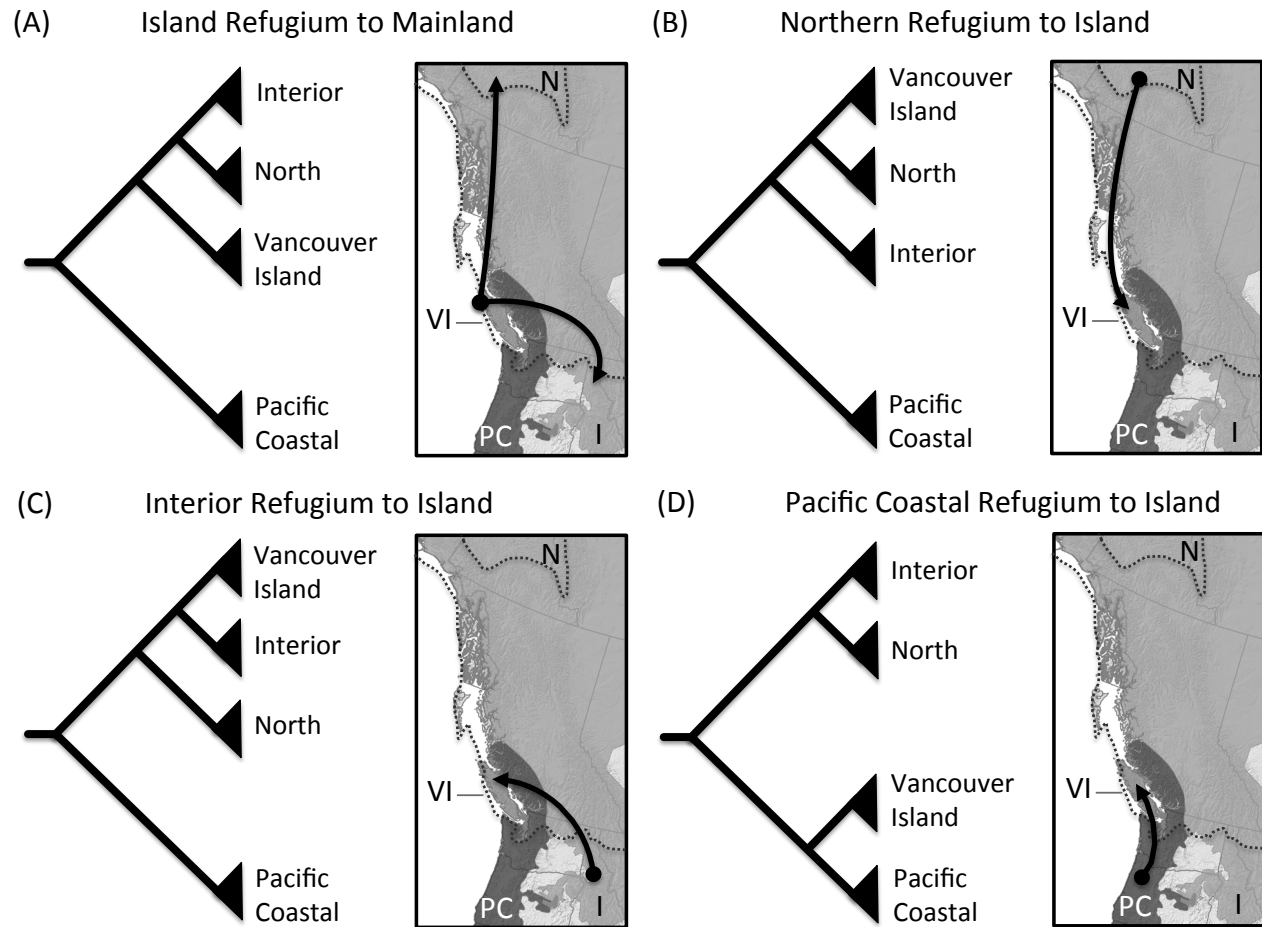 (A) Island Refugium to Mainland
Interior
North
Vancouver
Island
Pacific
Coastal
N
VI
PC
I
(B) Northern Refugium to Island
Vancouver
Island
North
Interior
Pacific
Coastal
N
VI
PC
I
(C) Interior Refugium to Island
Vancouver
Island
Interior
North
Pacific
Coastal
N
VI
PC
I
(D) Pacific Coastal Refugium to Island
Interior
North
Vancouver
Island
Pacific
Coastal
N
VI
PC
I